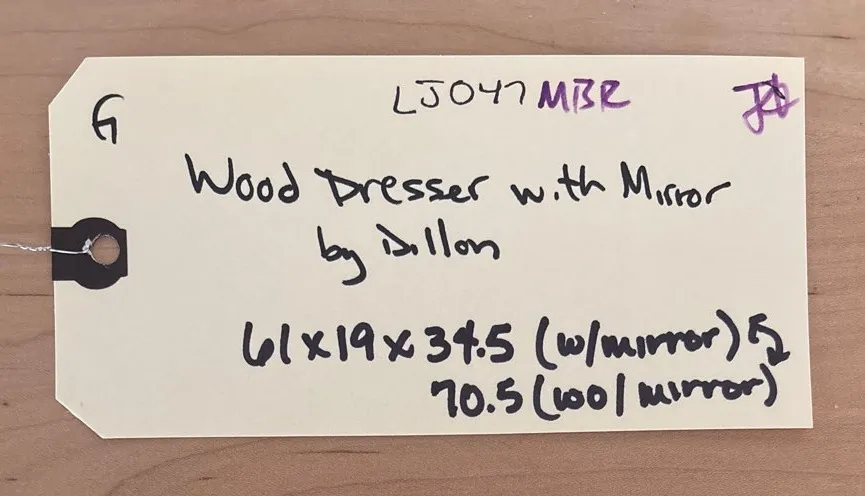 G
LJ047 MBR
Wood Dresser with Mirror
by Dillon
61x19x34.5 (w/mirror)
70.5 (wo/mirror)